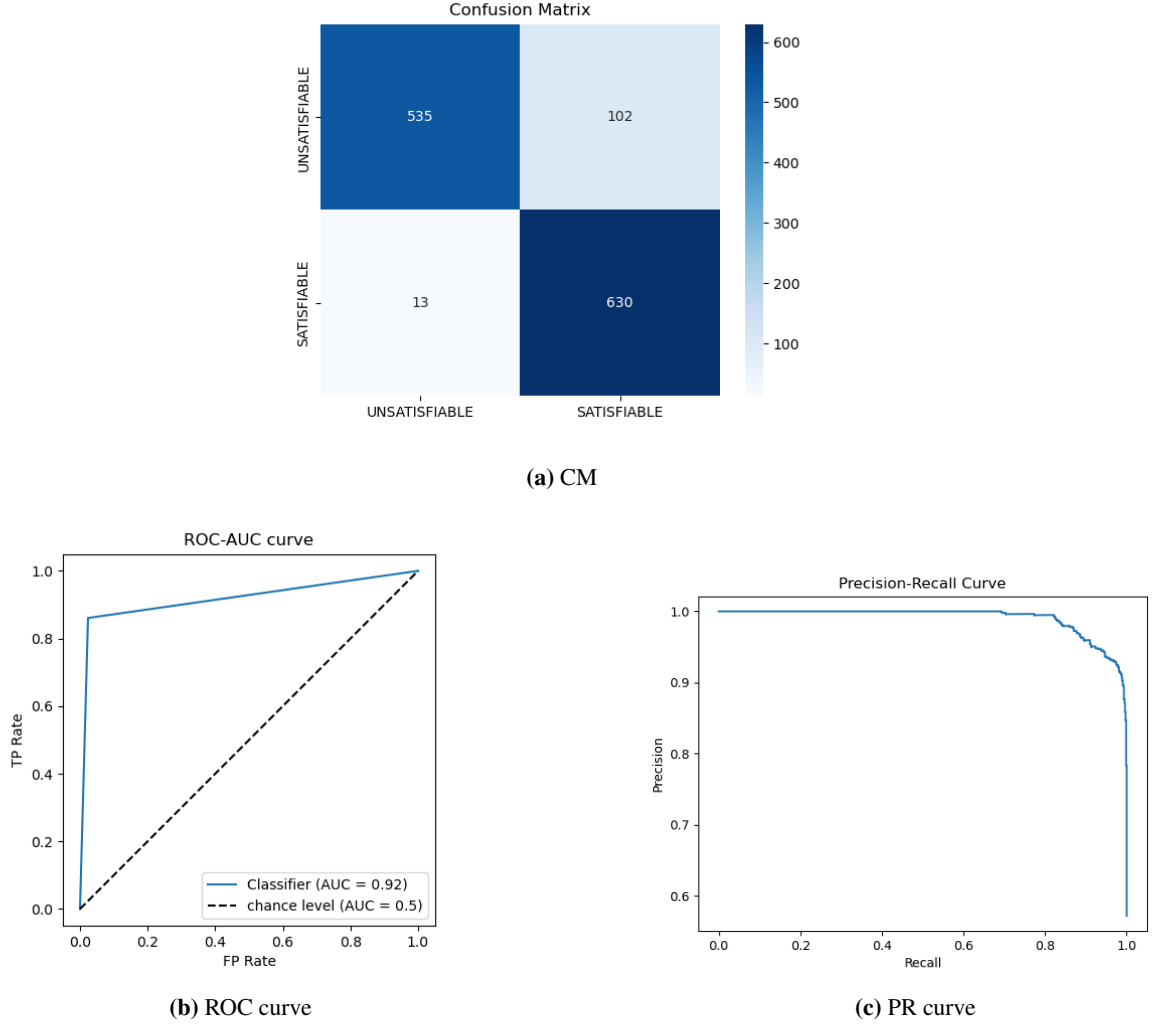 Confusion Matrix
UNSATISFIABLE
535
102
SATISFIABLE
13
630
UNSATISFIABLE
SATISFIABLE
600
500
400
300
200
100
(a) CM
ROC-AUC curve
TP Rate
1.0
0.8
0.6
0.4
0.2
0.0
Classifier (AUC = 0.92)
chance level (AUC = 0.5)
0.0 0.2 0.4 0.6 0.8 1.0
FP Rate
(b) ROC curve
Precision-Recall Curve
Precision
1.0
0.9
0.8
0.7
0.6
0.0 0.2 0.4 0.6 0.8 1.0
Recall
(c) PR curve